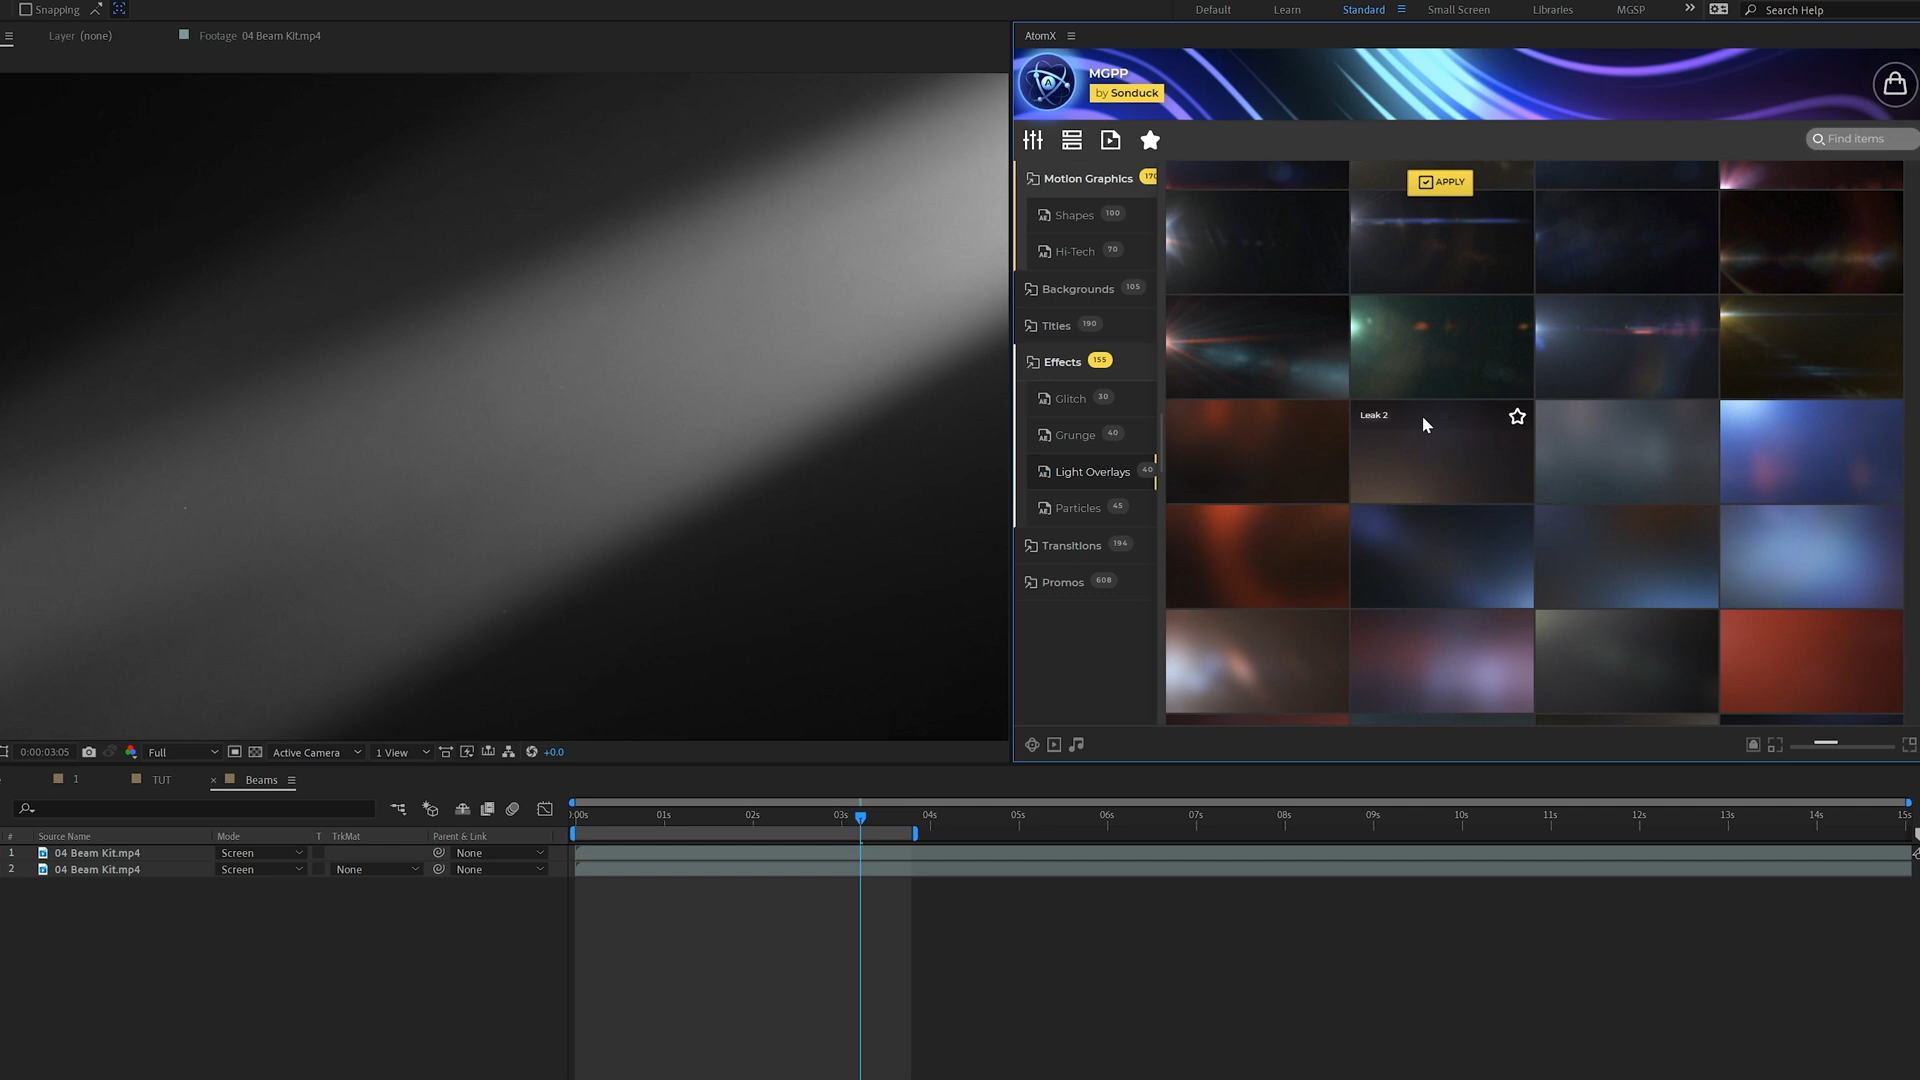 Snapping
Default
Learn
Standard
Small Screen
Libraries
MGSP
Search Help
Layer (none)
Footage 04 Beam Kit.mp4
AtomX
MGPP
by Sonduck
Find items
Motion Graphics
Shapes 100
Hi-Tech 70
Backgrounds 105
Titles 190
Effects 155
Glitch 30
Grunge 40
Light Overlays 40
Particles 45
Transitions 194
Promos 608
APPLY
Leak 2
0:00:03:05
Full
Active Camera
1 View
+0.0
1
TUT
× Beams
:00s 01s 02s 03s 04s 05s 06s 07s 08s 09s 10s 11s 12s 13s 14s 15s
# Source Name Mode T TrkMat Parent & Link
1 04 Beam Kit.mp4 Screen None
2 04 Beam Kit.mp4 Screen None None